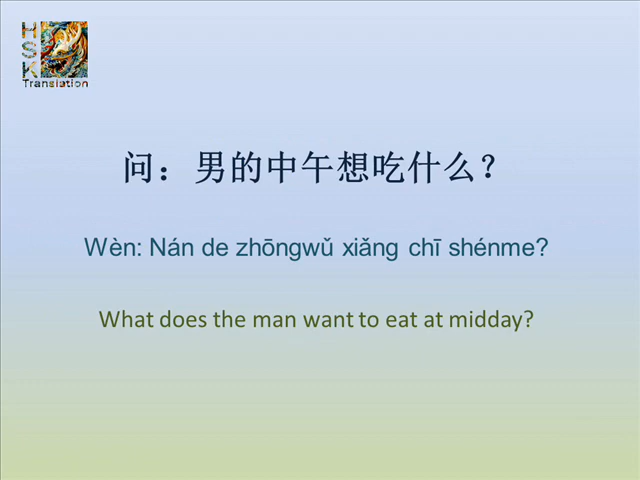 HSK
Translation
问：男的中午想吃什么？
Wèn: Nán de zhōngwǔ xiǎng chī shénme?
What does the man want to eat at midday?